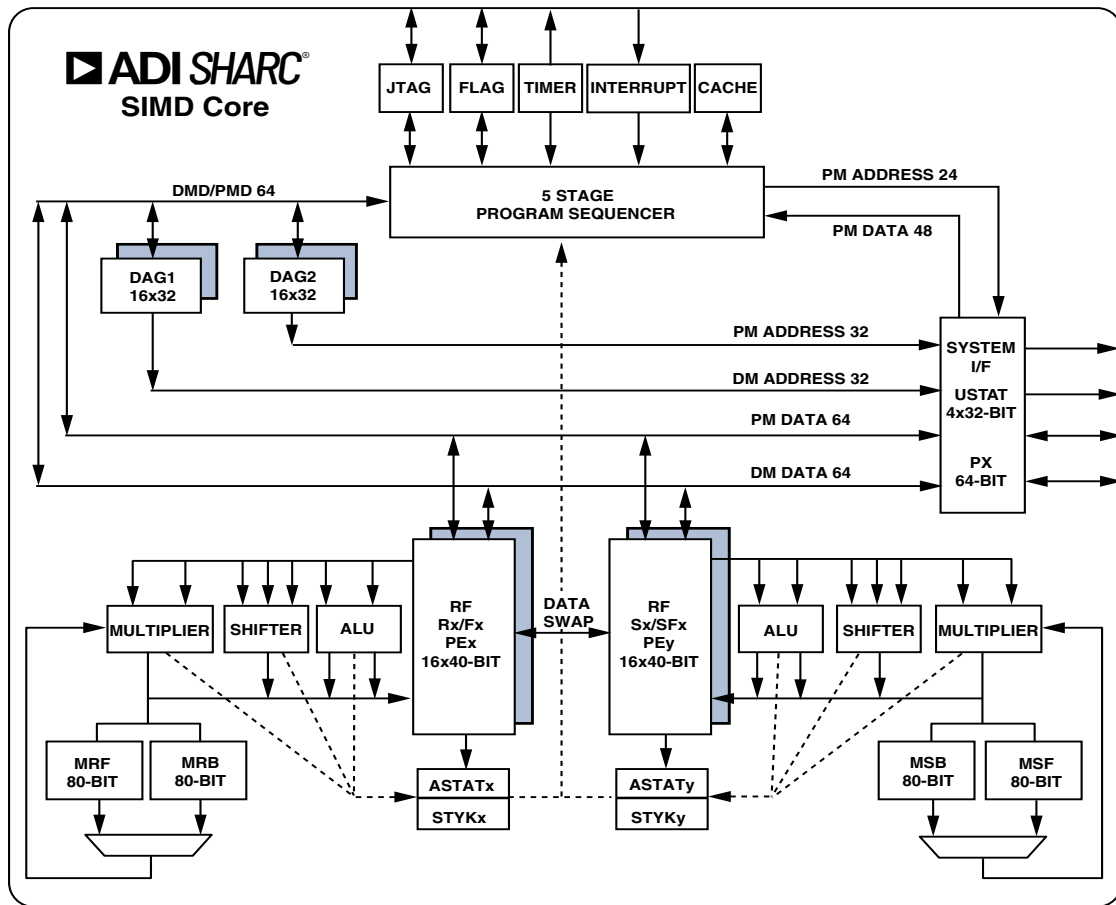 ADI SHARC®
SIMD Core
JTAG
FLAG
TIMER
INTERRUPT
CACHE
5 STAGE
PROGRAM SEQUENCER
PM ADDRESS 24
PM DATA 48
DMD/PMD 64
DAG1
16x32
DAG2
16x32
PM ADDRESS 32
DM ADDRESS 32
PM DATA 64
DM DATA 64
SYSTEM
I/F
USTAT
4x32-BIT
PX
64-BIT
MULTIPLIER
SHIFTER
ALU
RF
Rx/Fx
PEx
16x40-BIT
DATA
SWAP
RF
Sx/SFx
PEy
16x40-BIT
ALU
SHIFTER
MULTIPLIER
MRF
80-BIT
MRB
80-BIT
ASTATx
STYKx
ASTATy
STYKy
MSB
80-BIT
MSF
80-BIT